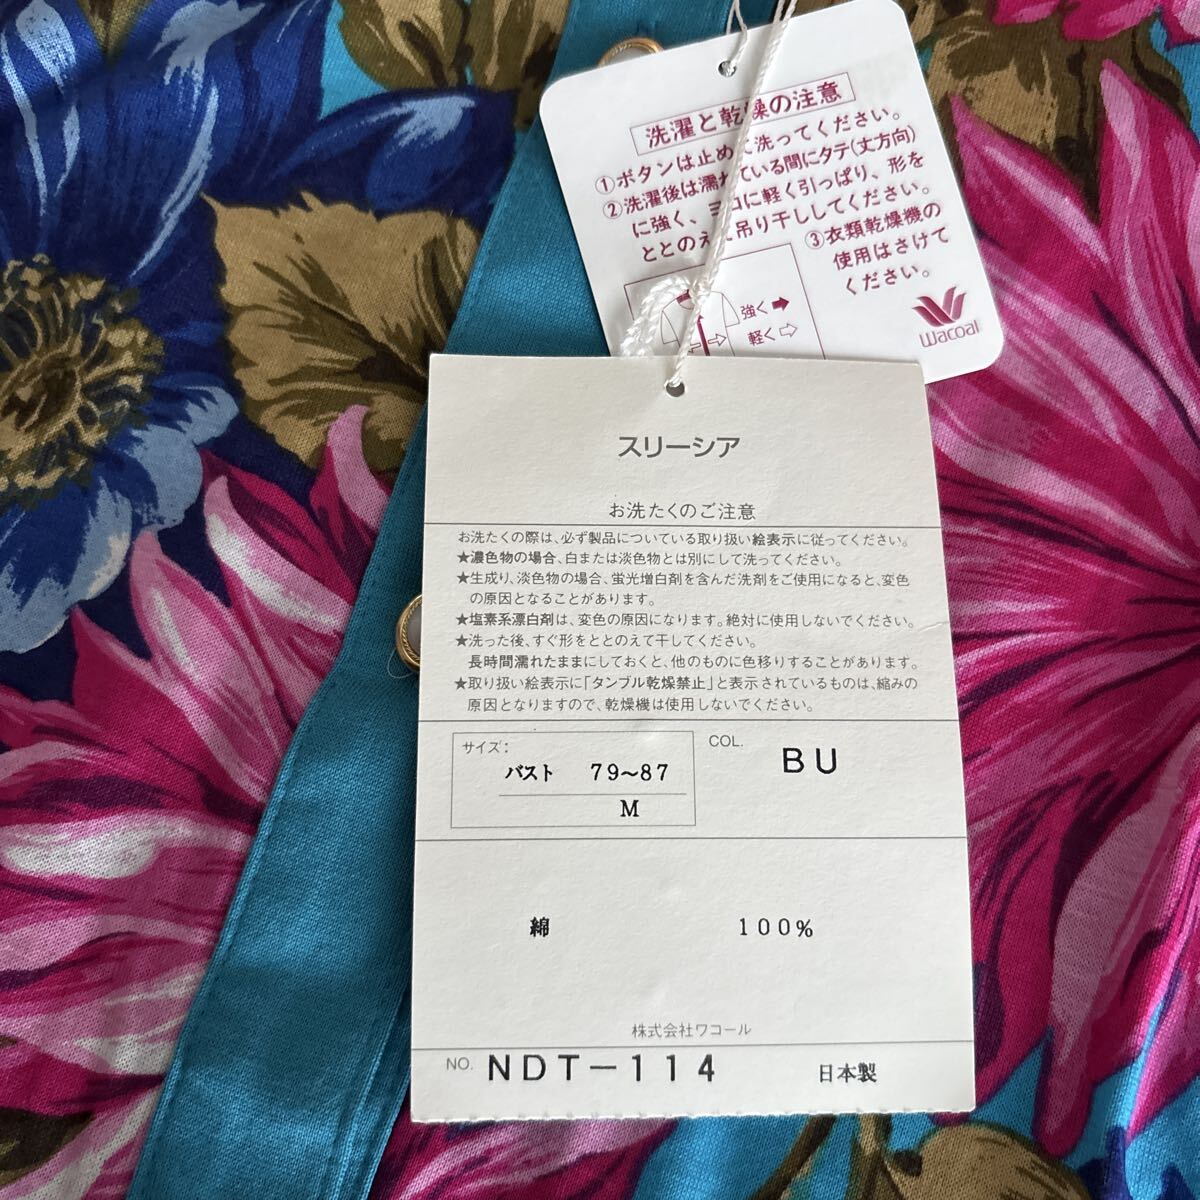 洗濯と乾燥の注意
①ボタンは止めて洗ってください。
②洗濯後は濡れている間にタテ(丈方向)
に強く、ヨコに軽く引っぱり、形を
ととのえて吊り干ししてください。
③衣類乾燥機の
使用はさけて
ください。
強く➡
軽く⇨
Wacoal
スリーシア
お洗たくのご注意
お洗たくの際は、必ず製品についている取り扱い絵表示に従ってください。
★濃色物の場合、白または淡色物とは別にして洗ってください。
★生成り、淡色物の場合、蛍光増白剤を含んだ洗剤をご使用になると、変色
の原因となることがあります。
★塩素系漂白剤は、変色の原因になります。絶対に使用しないでください。
★洗った後、すぐ形をととのえて干してください。
長時間濡れたままにしておくと、他のものに色移りすることがあります。
★取り扱い絵表示に「タンブル乾燥禁止」と表示されているものは、縮みの
原因となりますので、乾燥機は使用しないでください。
サイズ:
バスト 79~87
M
COL. BU
綿 100%
株式会社ワコール
NO. NDT-114 日本製